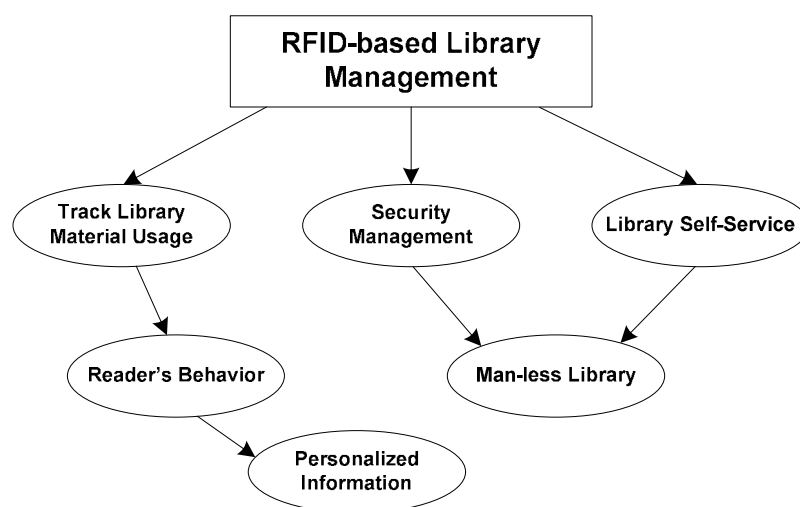 RFID-based Library
Management
Track Library
Material Usage
Security
Management
Library Self-Service
Reader’s Behavior
Man-less Library
Personalized
Information